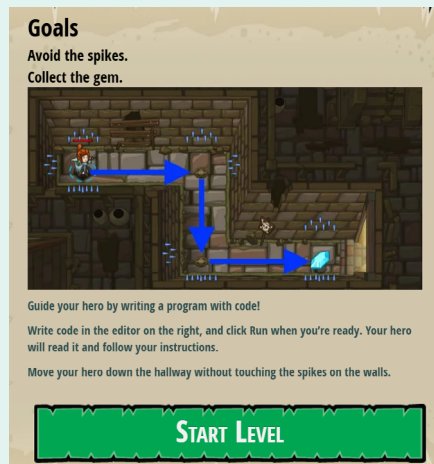 Goals
Avoid the spikes.
Collect the gem.
Guide your hero by writing a program with code!
Write code in the editor on the right, and click Run when you're ready. Your hero
will read it and follow your instructions.
Move your hero down the hallway without touching the spikes on the walls.
START LEVEL